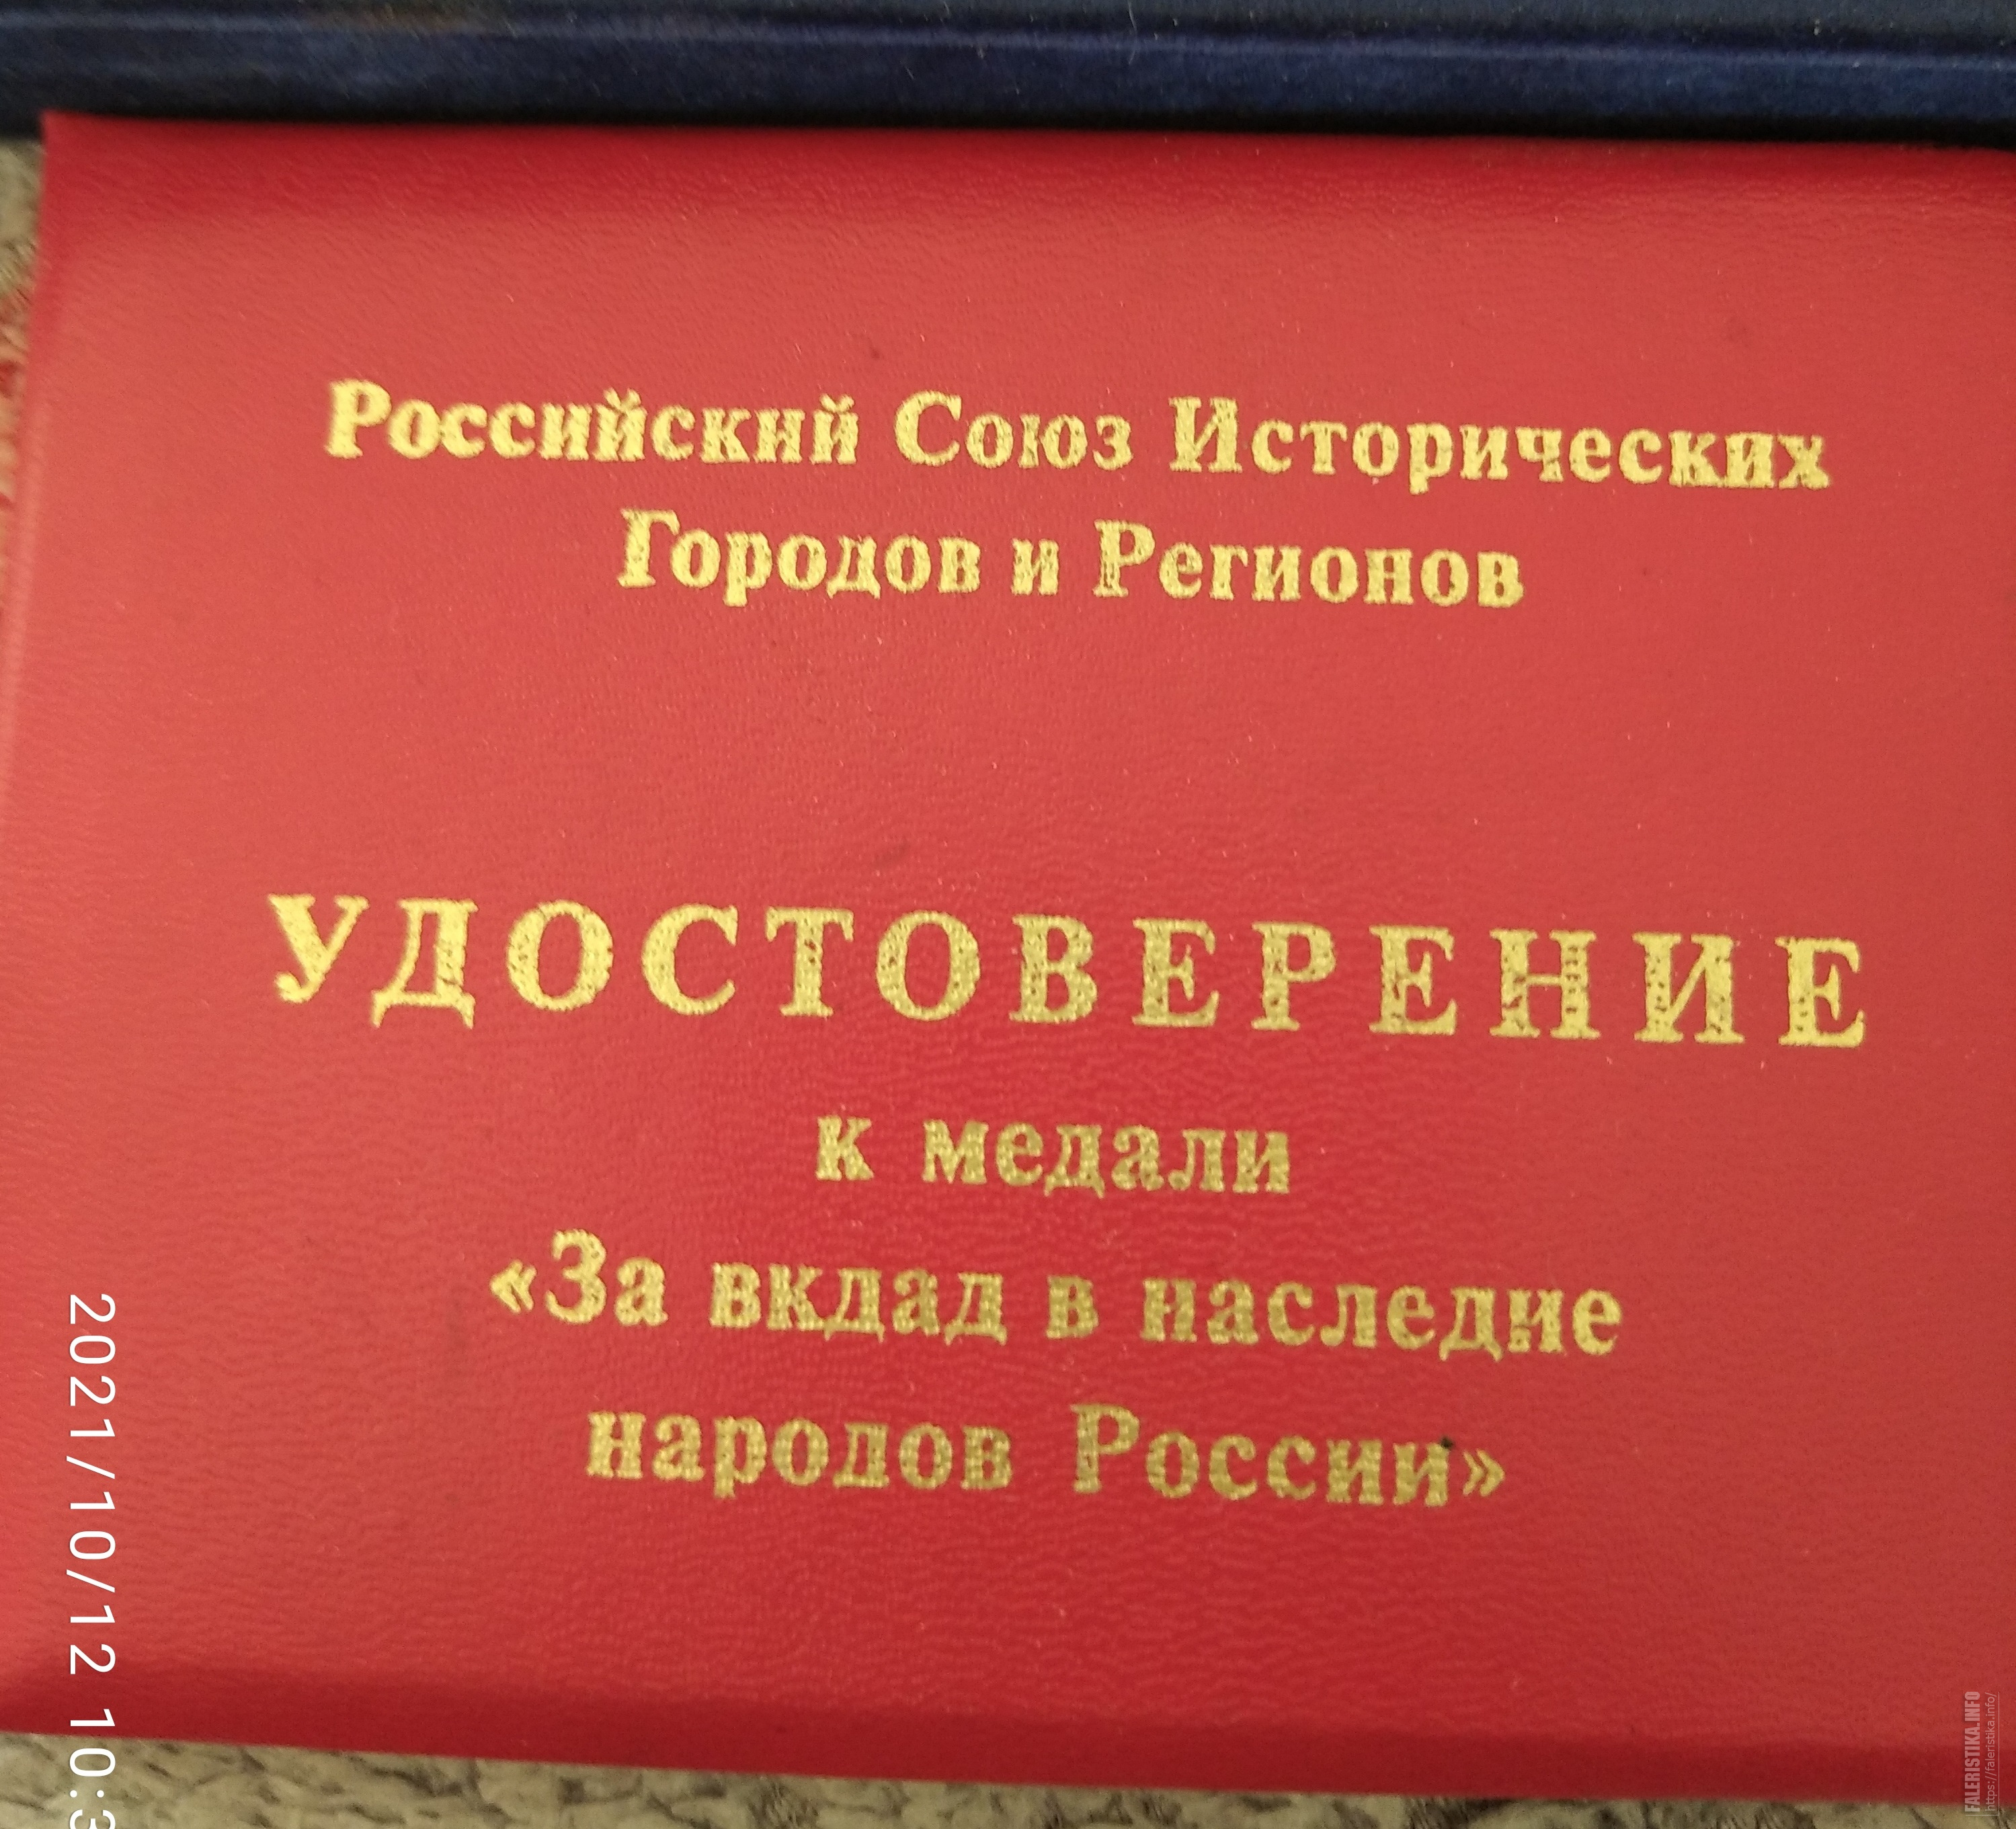 Российский Союз Исторических
Городов и Регионов
УДОСТОВЕРЕНИЕ
к медали
«За вклад в наследие
народов России»
2021/10/12 10:3
FALERISTIKA.INFO
https://faleristika.info/